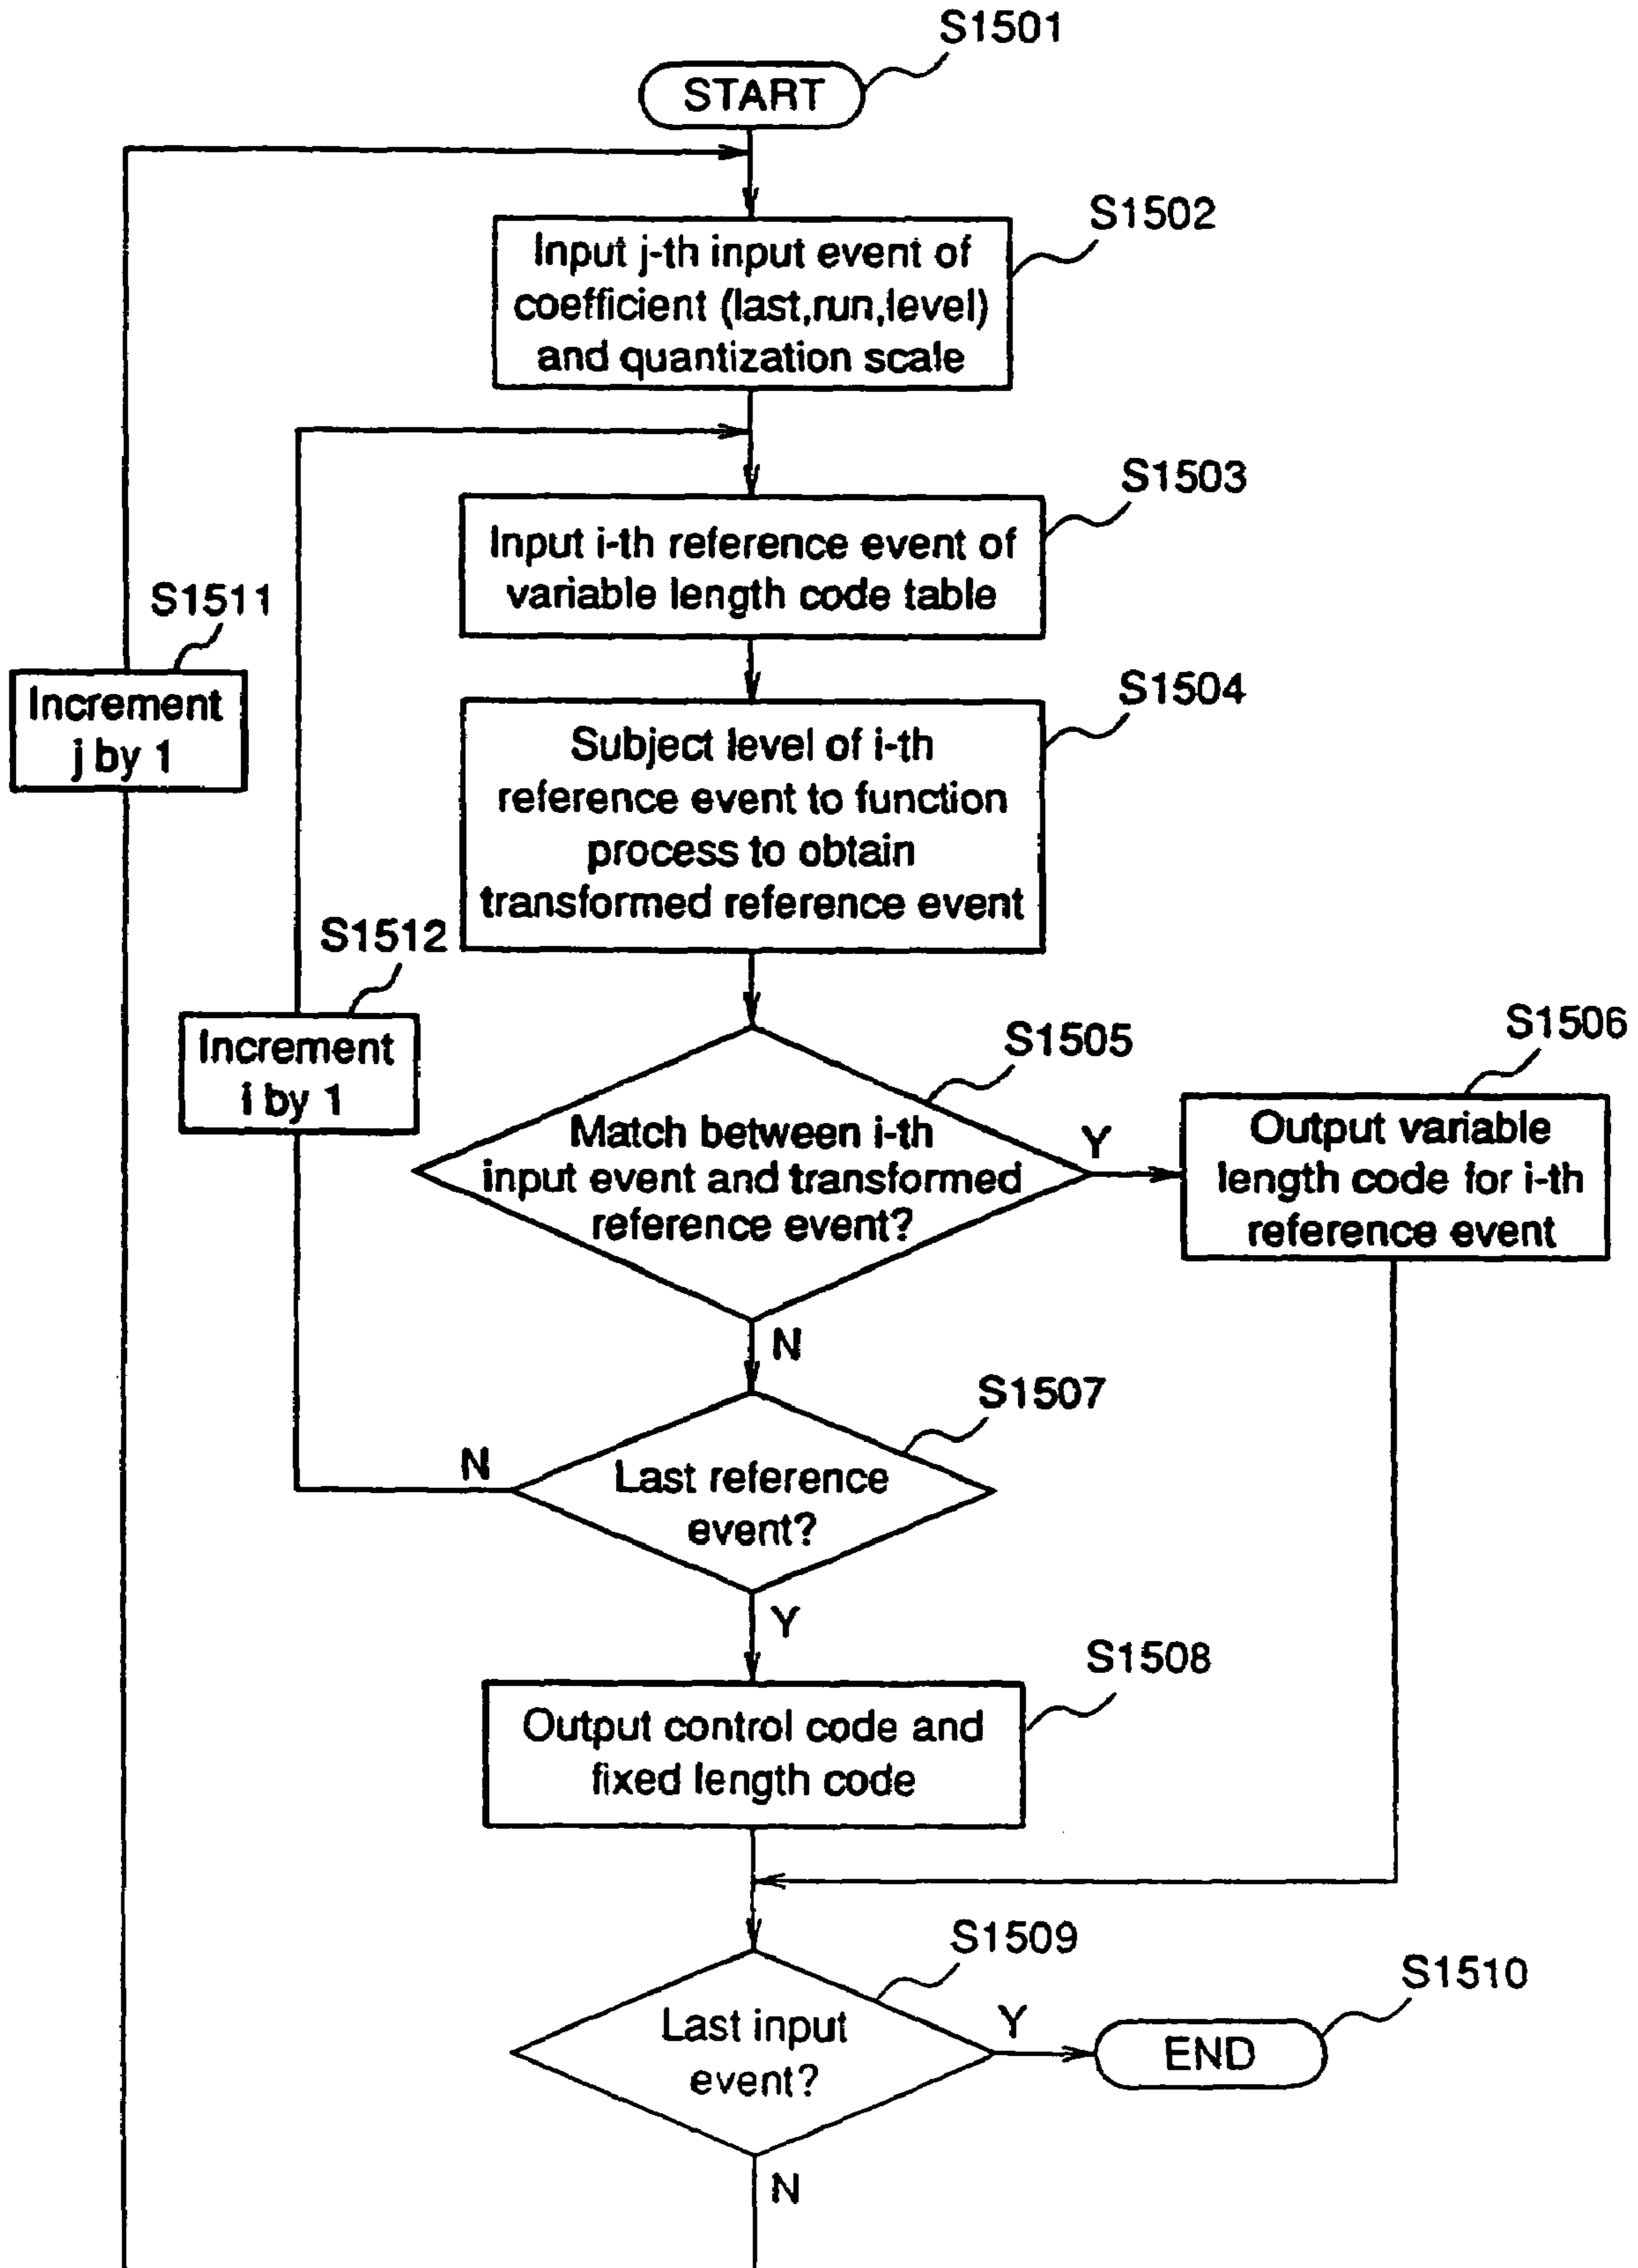 S1501
START
S1502
Input j-th input event of
coefficient (last,run,level)
and quantization scale
S1503
Input i-th reference event of
variable length code table
S1511
Increment
j by 1
S1504
Subject level of i-th
reference event to function
process to obtain
transformed reference event
S1512
Increment
i by 1
S1505
Match between i-th
input event and transformed
reference event?
Y
S1506
Output variable
length code for i-th
reference event
N
S1507
Last reference
event?
N
Y
S1508
Output control code and
fixed length code
S1509
Last input
event?
Y
S1510
END
N